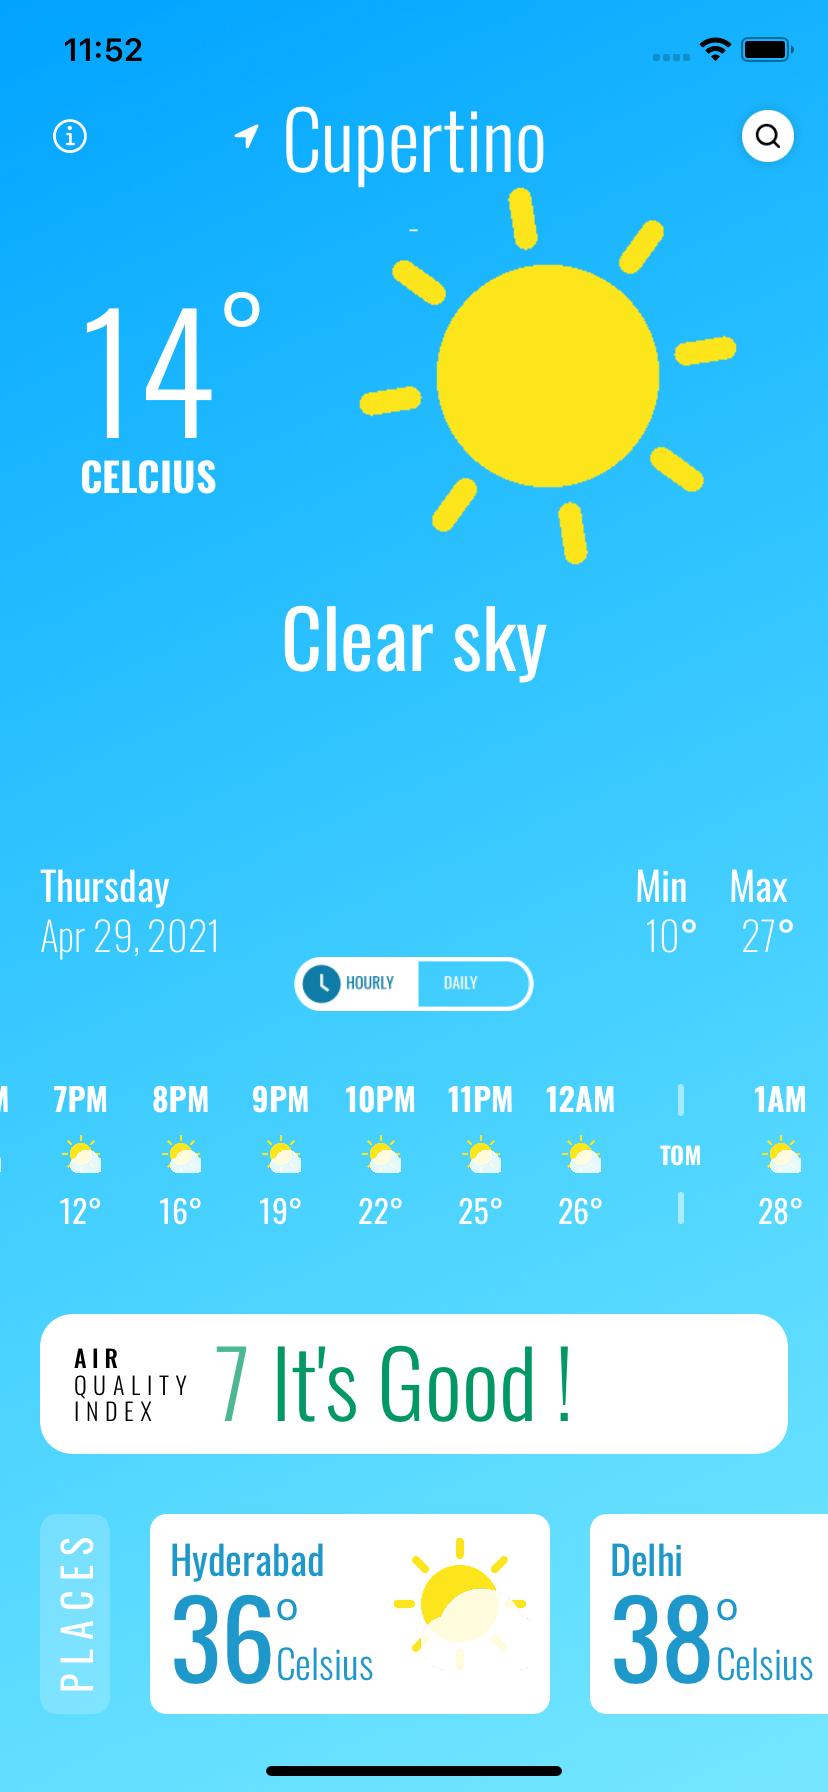 11:52
Cupertino
-
14°
CELCIUS
Clear sky
Thursday
Apr 29, 2021
Min Max
10° 27°
HOURLY DAILY
7PM 8PM 9PM 10PM 11PM 12AM 1AM
TOM
12° 16° 19° 22° 25° 26° 28°
AIR
QUALITY
INDEX
7 It's Good !
PLACES
Hyderabad
36°
Celsius
Delhi
38°
Celsius